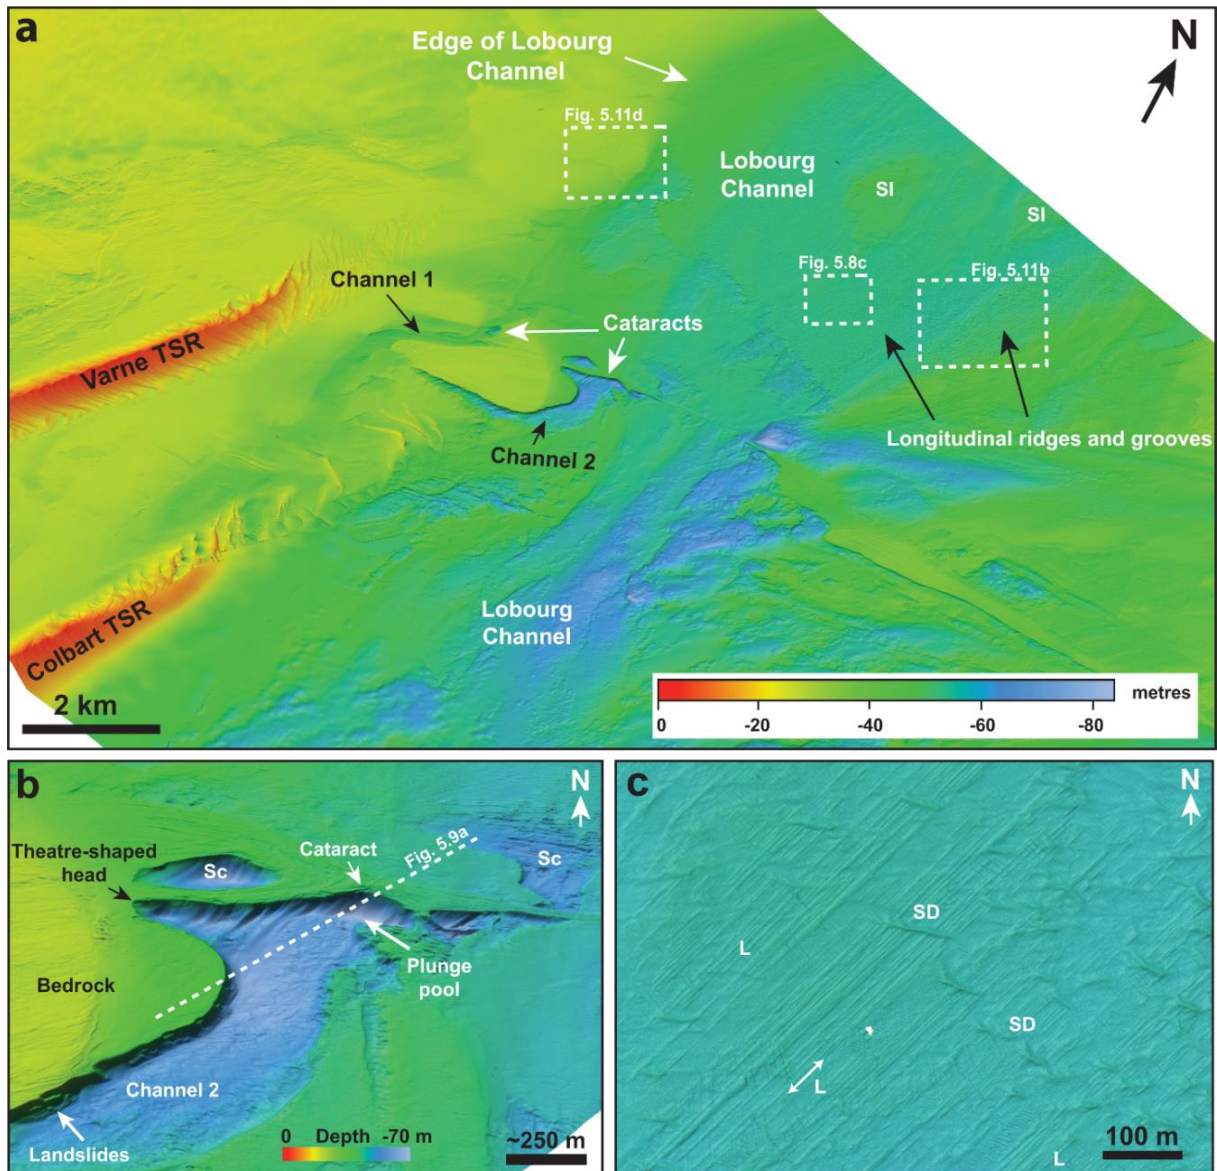 a
N
Edge of Lobourg
Channel
Fig. 5.11d
Lobourg
Channel
SI
SI
Fig. 5.8c
Fig. 5.11b
Channel 1
Cataracts
Varne TSR
Longitudinal ridges and grooves
Channel 2
Lobourg
Channel
Colbart TSR
2 km
metres
0 -20 -40 -60 -80
b
N
Theatre-shaped
head
Sc
Cataract
Fig. 5.9a
Sc
Bedrock
Plunge
pool
Channel 2
Landslides
0 Depth -70 m
~250 m
c
N
SD
L
SD
L
L
100 m